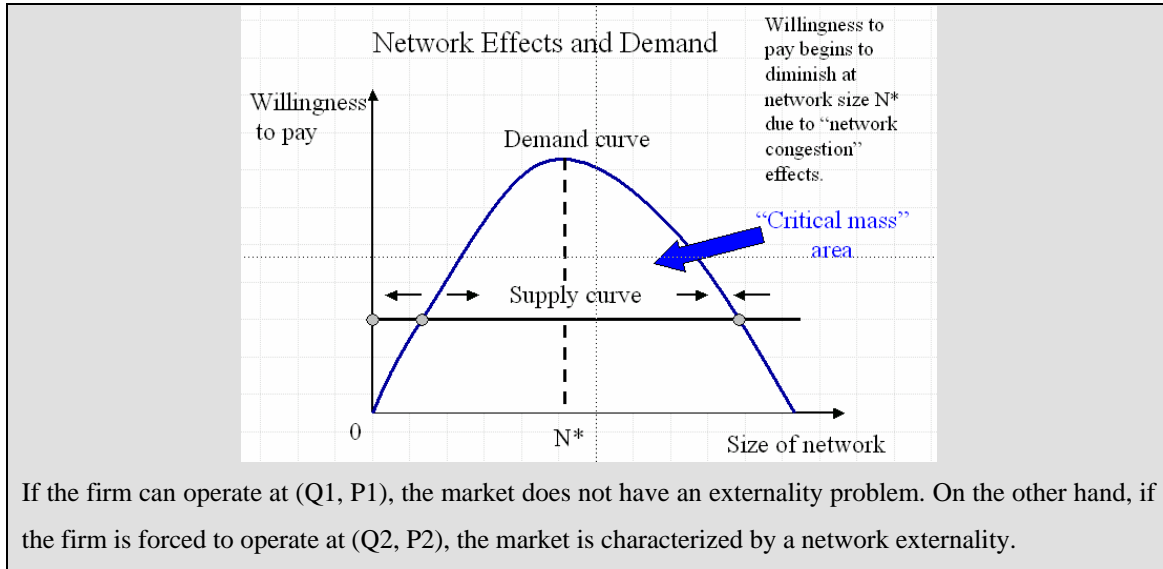 Network Effects and Demand
Willingness to
pay begins to
diminish at
network size N*
due to “network
congestion”
effects.
Willingness
to pay
Demand curve
“Critical mass”
area
Supply curve
0
N*
Size of network
If the firm can operate at (Q1, P1), the market does not have an externality problem. On the other hand, if
the firm is forced to operate at (Q2, P2), the market is characterized by a network externality.